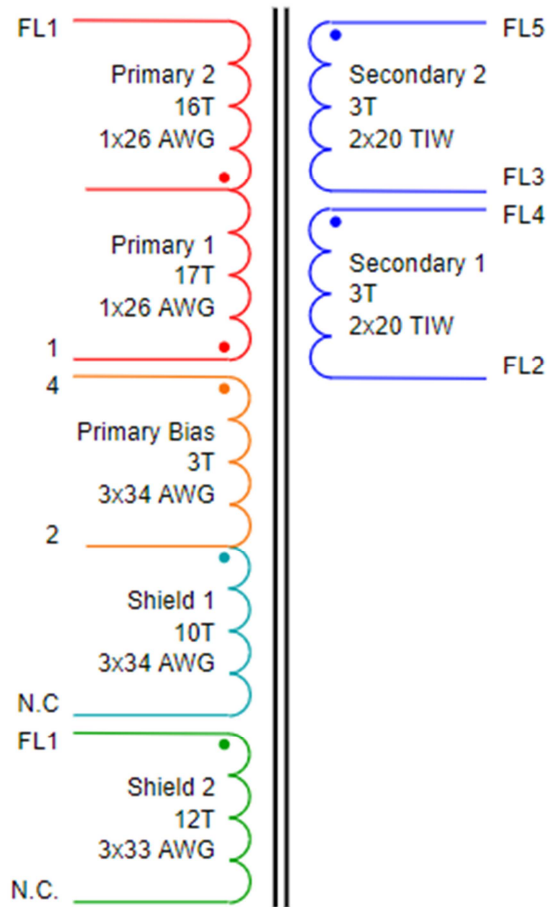 FL1
Primary 2
16T
1x26 AWG
Primary 1
17T
1x26 AWG
1
4
Primary Bias
3T
3x34 AWG
2
Shield 1
10T
3x34 AWG
N.C
FL1
Shield 2
12T
3x33 AWG
N.C.
FL5
Secondary 2
3T
2x20 TIW
FL3
FL4
Secondary 1
3T
2x20 TIW
FL2